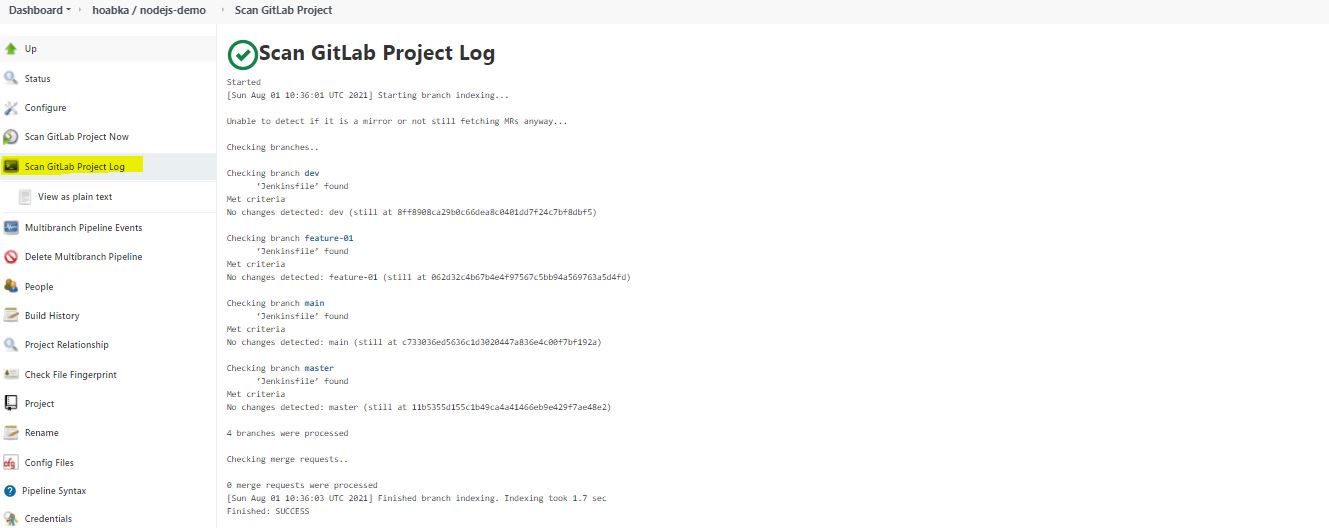 Dashboard hoabka / nodejs-demo Scan GitLab Project
Up
Status
Configure
Scan GitLab Project Now
Scan GitLab Project Log
View as plain text
Multibranch Pipeline Events
Delete Multibranch Pipeline
People
Build History
Project Relationship
Check File Fingerprint
Project
Rename
cfg
Config Files
Pipeline Syntax
Credentials
Scan GitLab Project Log
Started
[Sun Aug 01 10:36:01 UTC 2021] Starting branch indexing...
Unable to detect if it is a mirror or not still fetching MRs anyway...
Checking branches..
Checking branch dev
‘Jenkinsfile’ found
Met criteria
No changes detected: dev (still at 8ff8908ca29b0c66dea8c0401dd7f24c7bf8dbf5)
Checking branch feature-01
‘Jenkinsfile’ found
Met criteria
No changes detected: feature-01 (still at 062d32c4b67b4e4f97567c5bb94a569763a5d4fd)
Checking branch main
‘Jenkinsfile’ found
Met criteria
No changes detected: main (still at c733036ed5636c1d3020447a836e4c00f7bf192a)
Checking branch master
‘Jenkinsfile’ found
Met criteria
No changes detected: master (still at 11b5355d155c1b49ca4a41466eb9e429f7ae48e2)
4 branches were processed
Checking merge requests..
0 merge requests were processed
[Sun Aug 01 10:36:03 UTC 2021] Finished branch indexing. Indexing took 1.7 sec
Finished: SUCCESS